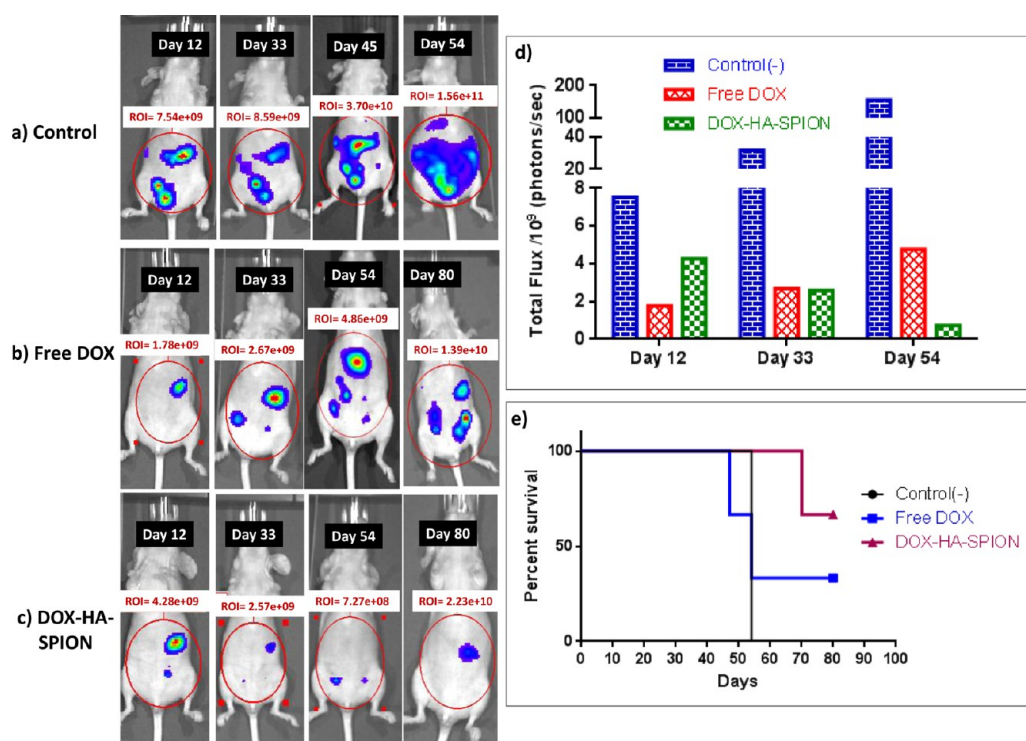 a) Control
Day 12
Day 33
Day 45
Day 54
ROI=
7.54e+09
ROI= 8.59e+09
ROI= 3.70e+10
ROI= 1.56e+11
b) Free DOX
Day 12
Day 33
Day 54
Day 80
ROI= 1.78e+09
ROI= 2.67e+09
ROI= 4.86e+09
ROI= 1.39e+10
c) DOX-HA-
SPION
Day 12
Day 33
Day 54
Day 80
ROI= 4.28e+09
ROI= 2.57e+09
ROI= 7.27e+08
ROI= 2.23e+10
d)
Control(-)
Free DOX
DOX-HA-SPION
Total Flux /10⁹ (photons/sec)
200
100
40
20
8
6
4
2
0
Day 12
Day 33
Day 54
e)
Percent survival
100
50
0
0 10 20 30 40 50 60 70 80 90 100
Days
Control(-)
Free DOX
DOX-HA-SPION